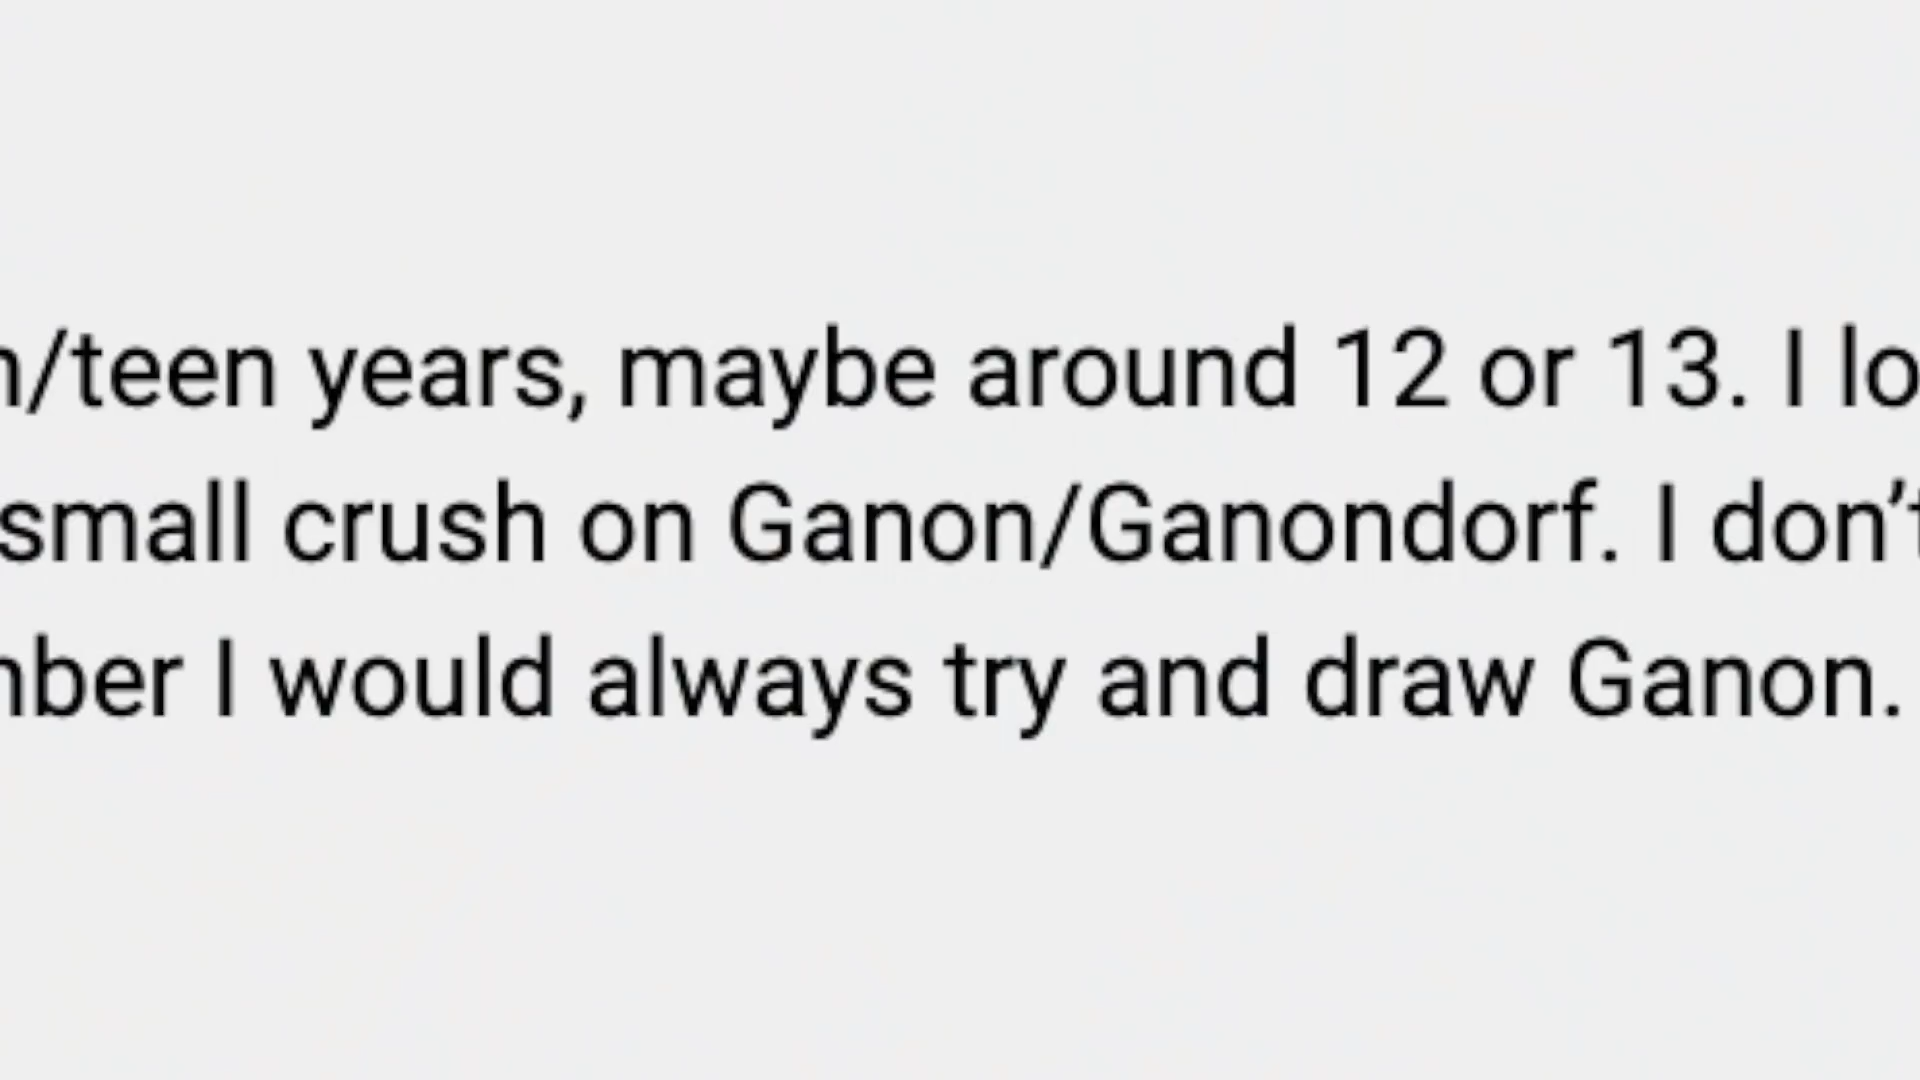 n/teen years, maybe around 12 or 13. I lo
small crush on Ganon/Ganondorf. I don't
nber I would always try and draw Ganon.